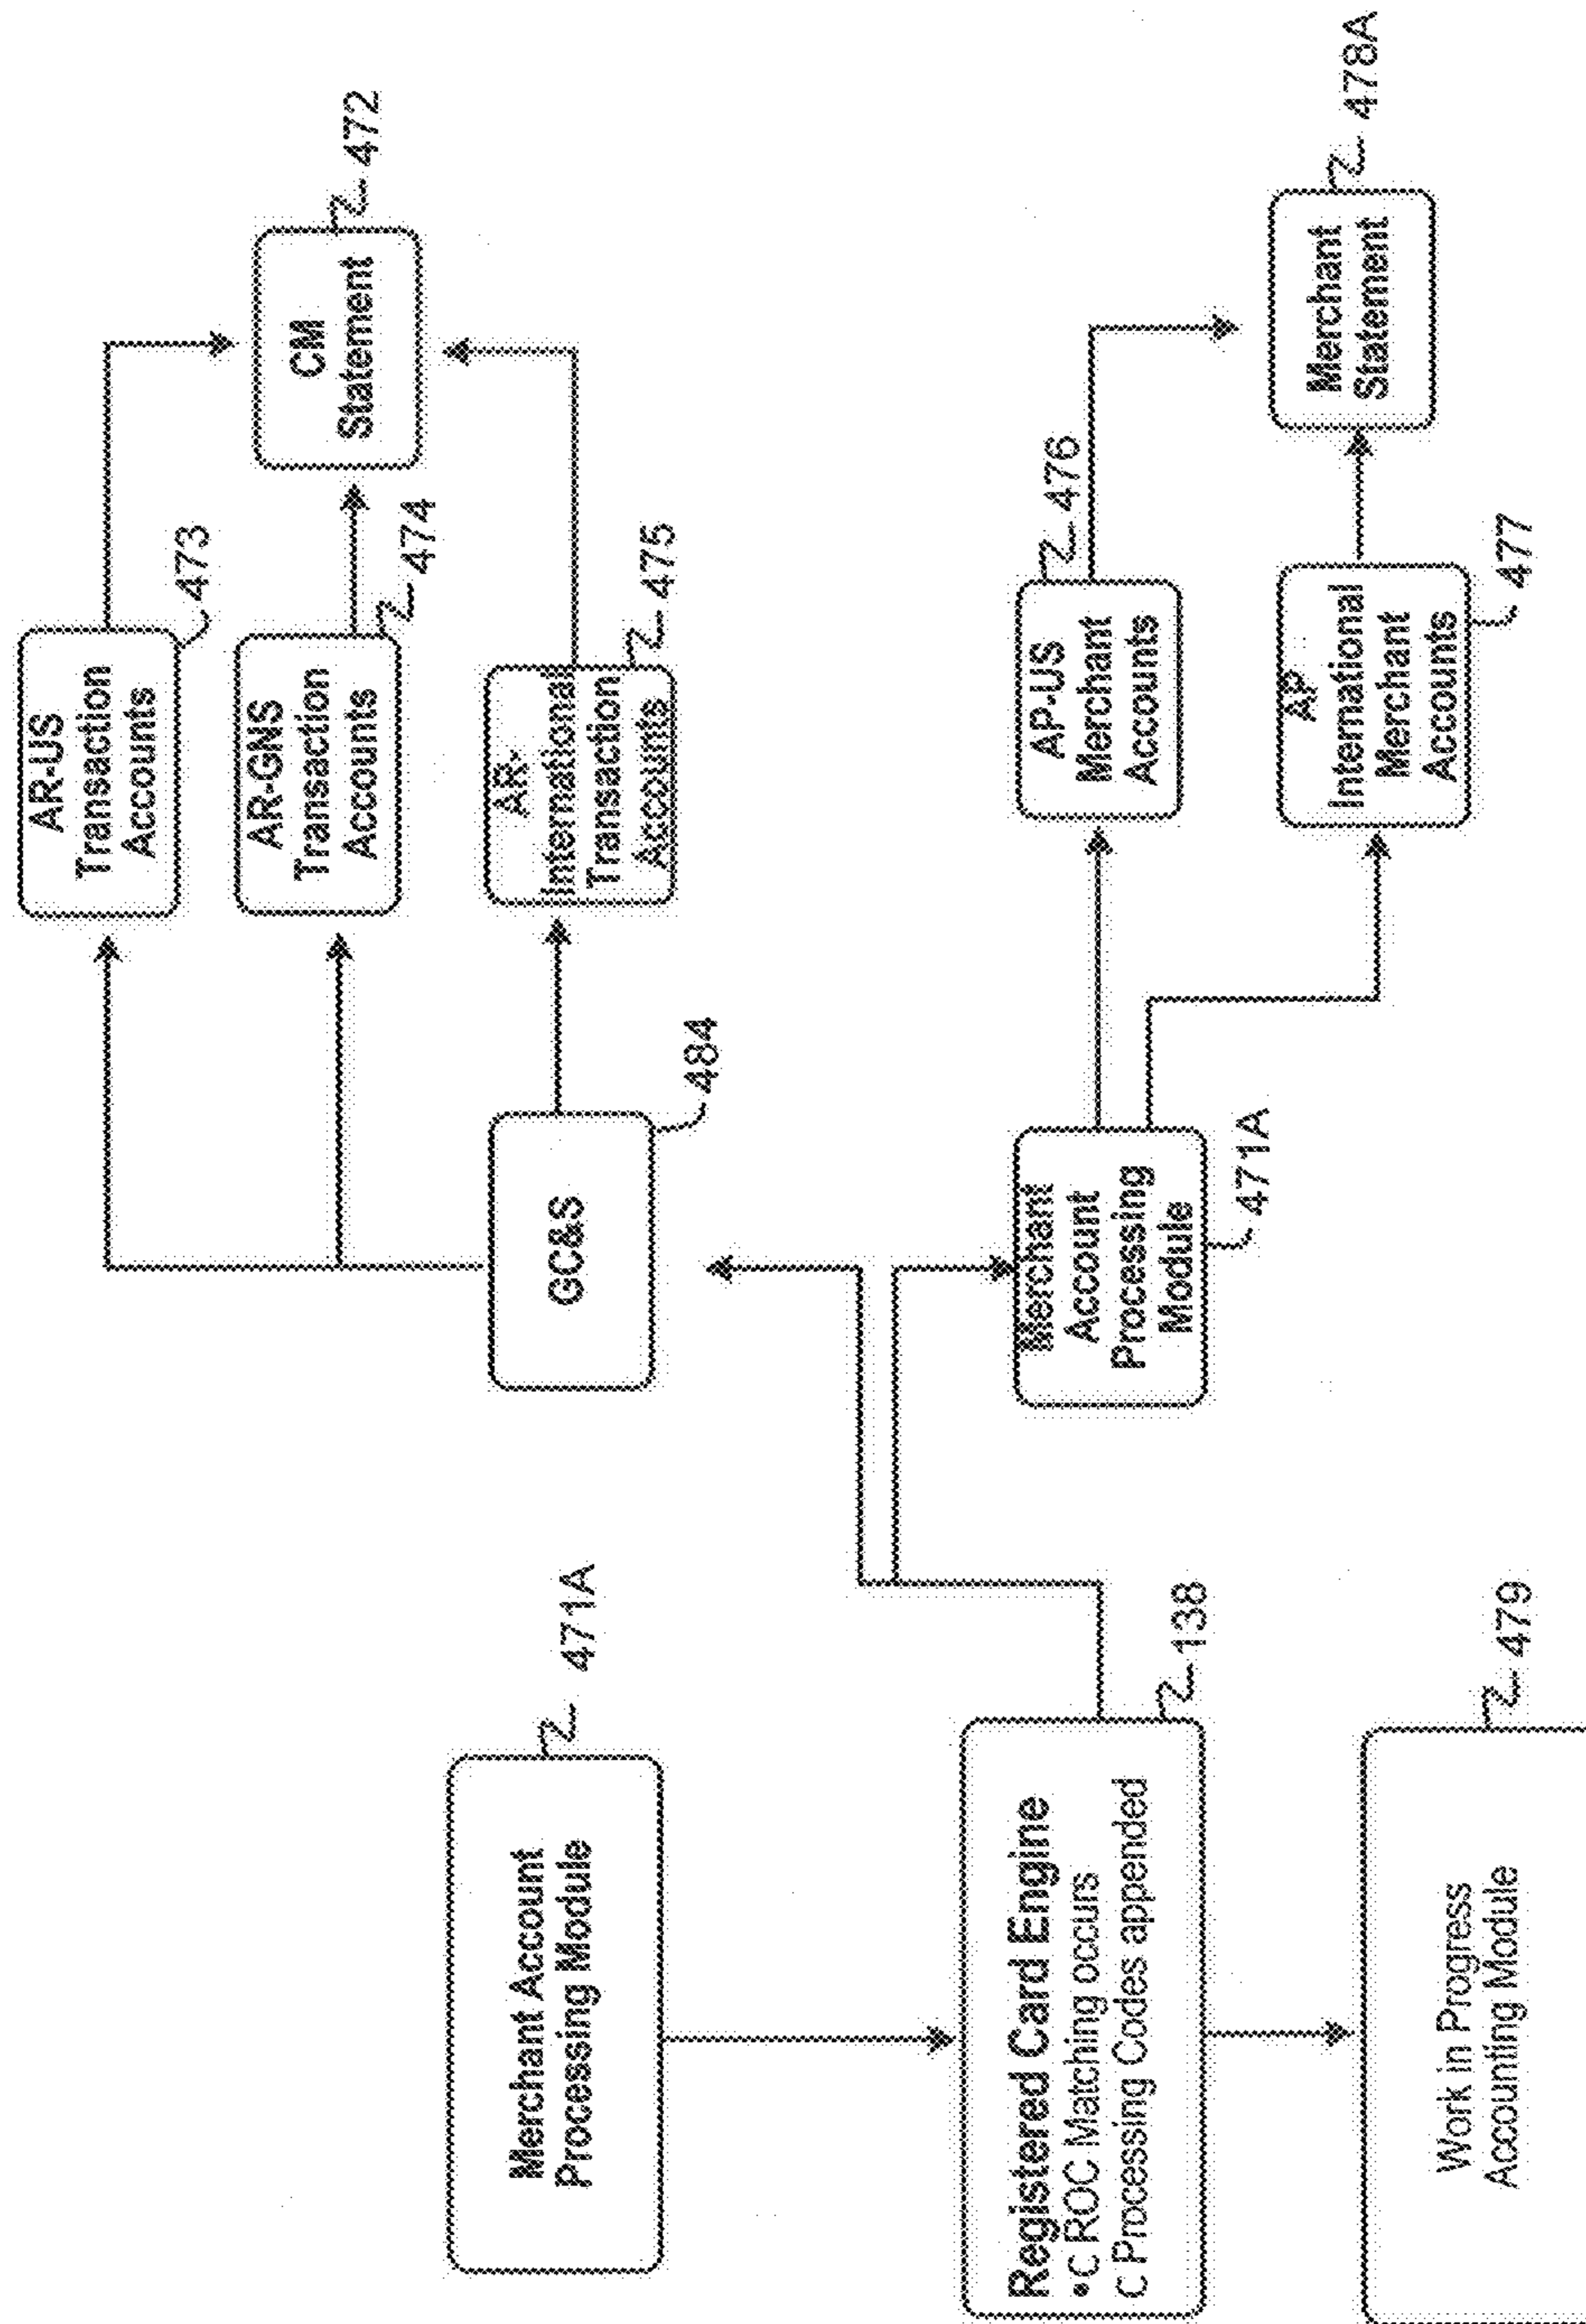 Merchant Account
Processing Module
471A
Registered Card Engine
•C ROC Matching occurs
C Processing Codes appended
138
Work in Progress
Accounting Module
479
GC&S
484
Merchant
Account
Processing
Module
471A
AR-US
Transaction
Accounts
473
AR-GNS
Transaction
Accounts
474
AR-
International
Transaction
Accounts
475
CM
Statement
472
AP-US
Merchant
Accounts
476
AP
International
Merchant
Accounts
477
Merchant
Statement
478A